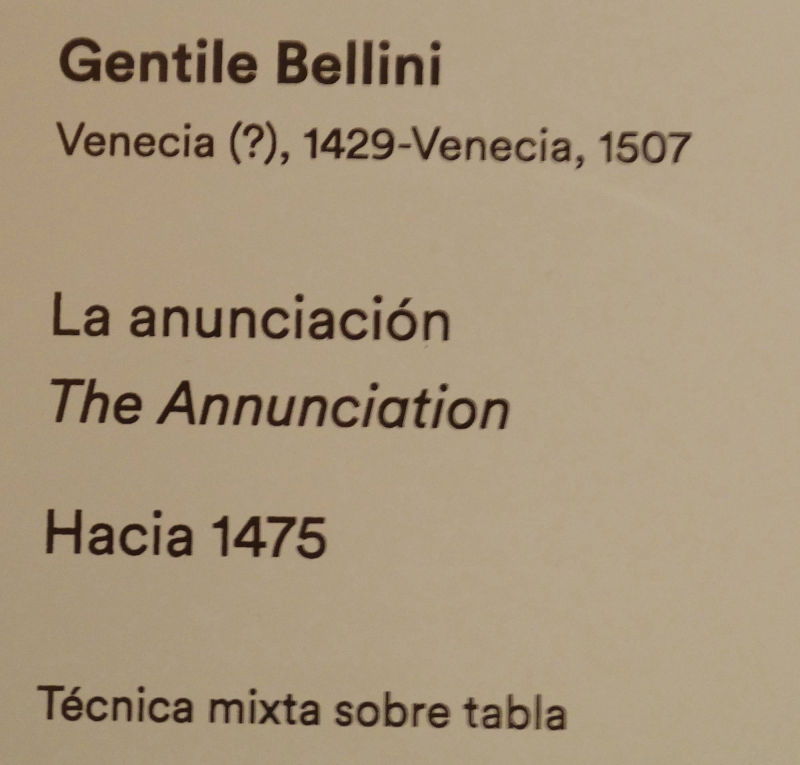 Gentile Bellini
Venecia (?), 1429-Venecia, 1507
La anunciación
The Annunciation
Hacia 1475
Técnica mixta sobre tabla